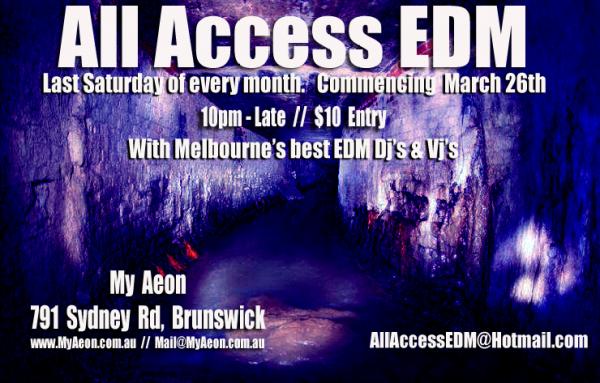 All Access EDM
Last Saturday of every month. Commencing March 26th
10pm - Late // $10 Entry
With Melbourne's best EDM Dj's & Vj's
My Aeon
791 Sydney Rd, Brunswick
www.MyAeon.com.au // Mail@MyAeon.com.au
AllAccessEDM@Hotmail.com